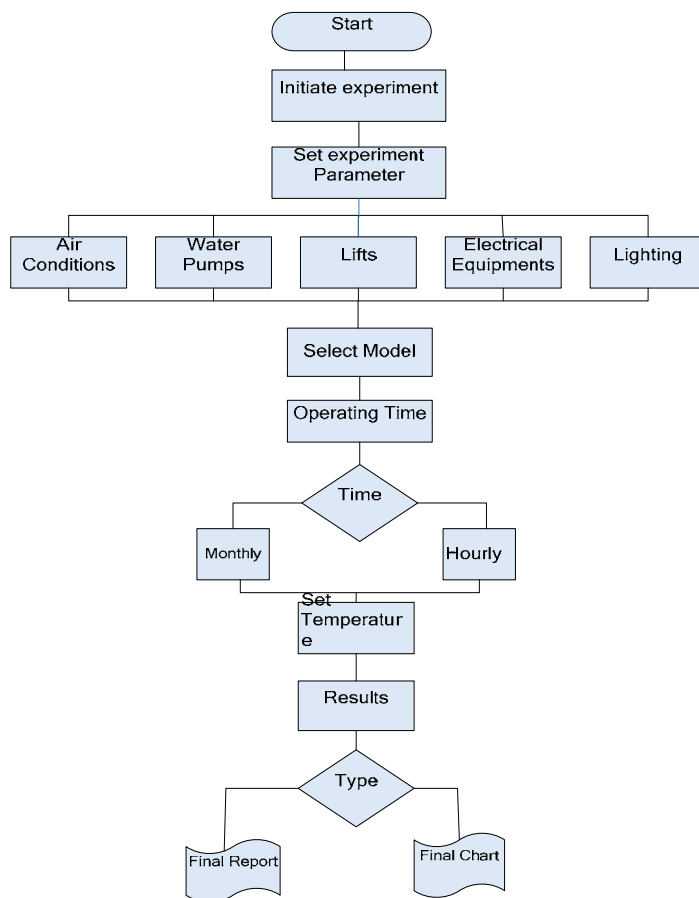 Start
Initiate experiment
Set experiment
Parameter
Air
Conditions
Water
Pumps
Lifts
Electrical
Equipments
Lighting
Select Model
Operating Time
Time
Monthly
Hourly
Set
Temperatur
e
Results
Type
Final Report
Final Chart